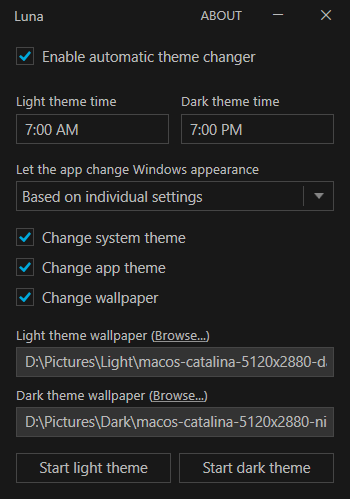 Luna ABOUT
Enable automatic theme changer
Light theme time Dark theme time
7:00 AM 7:00 PM
Let the app change Windows appearance
Based on individual settings
Change system theme
Change app theme
Change wallpaper
Light theme wallpaper (Browse...)
D:\Pictures\Light\macos-catalina-5120x2880-d
Dark theme wallpaper (Browse...)
D:\Pictures\Dark\macos-catalina-5120x2880-ni
Start light theme Start dark theme